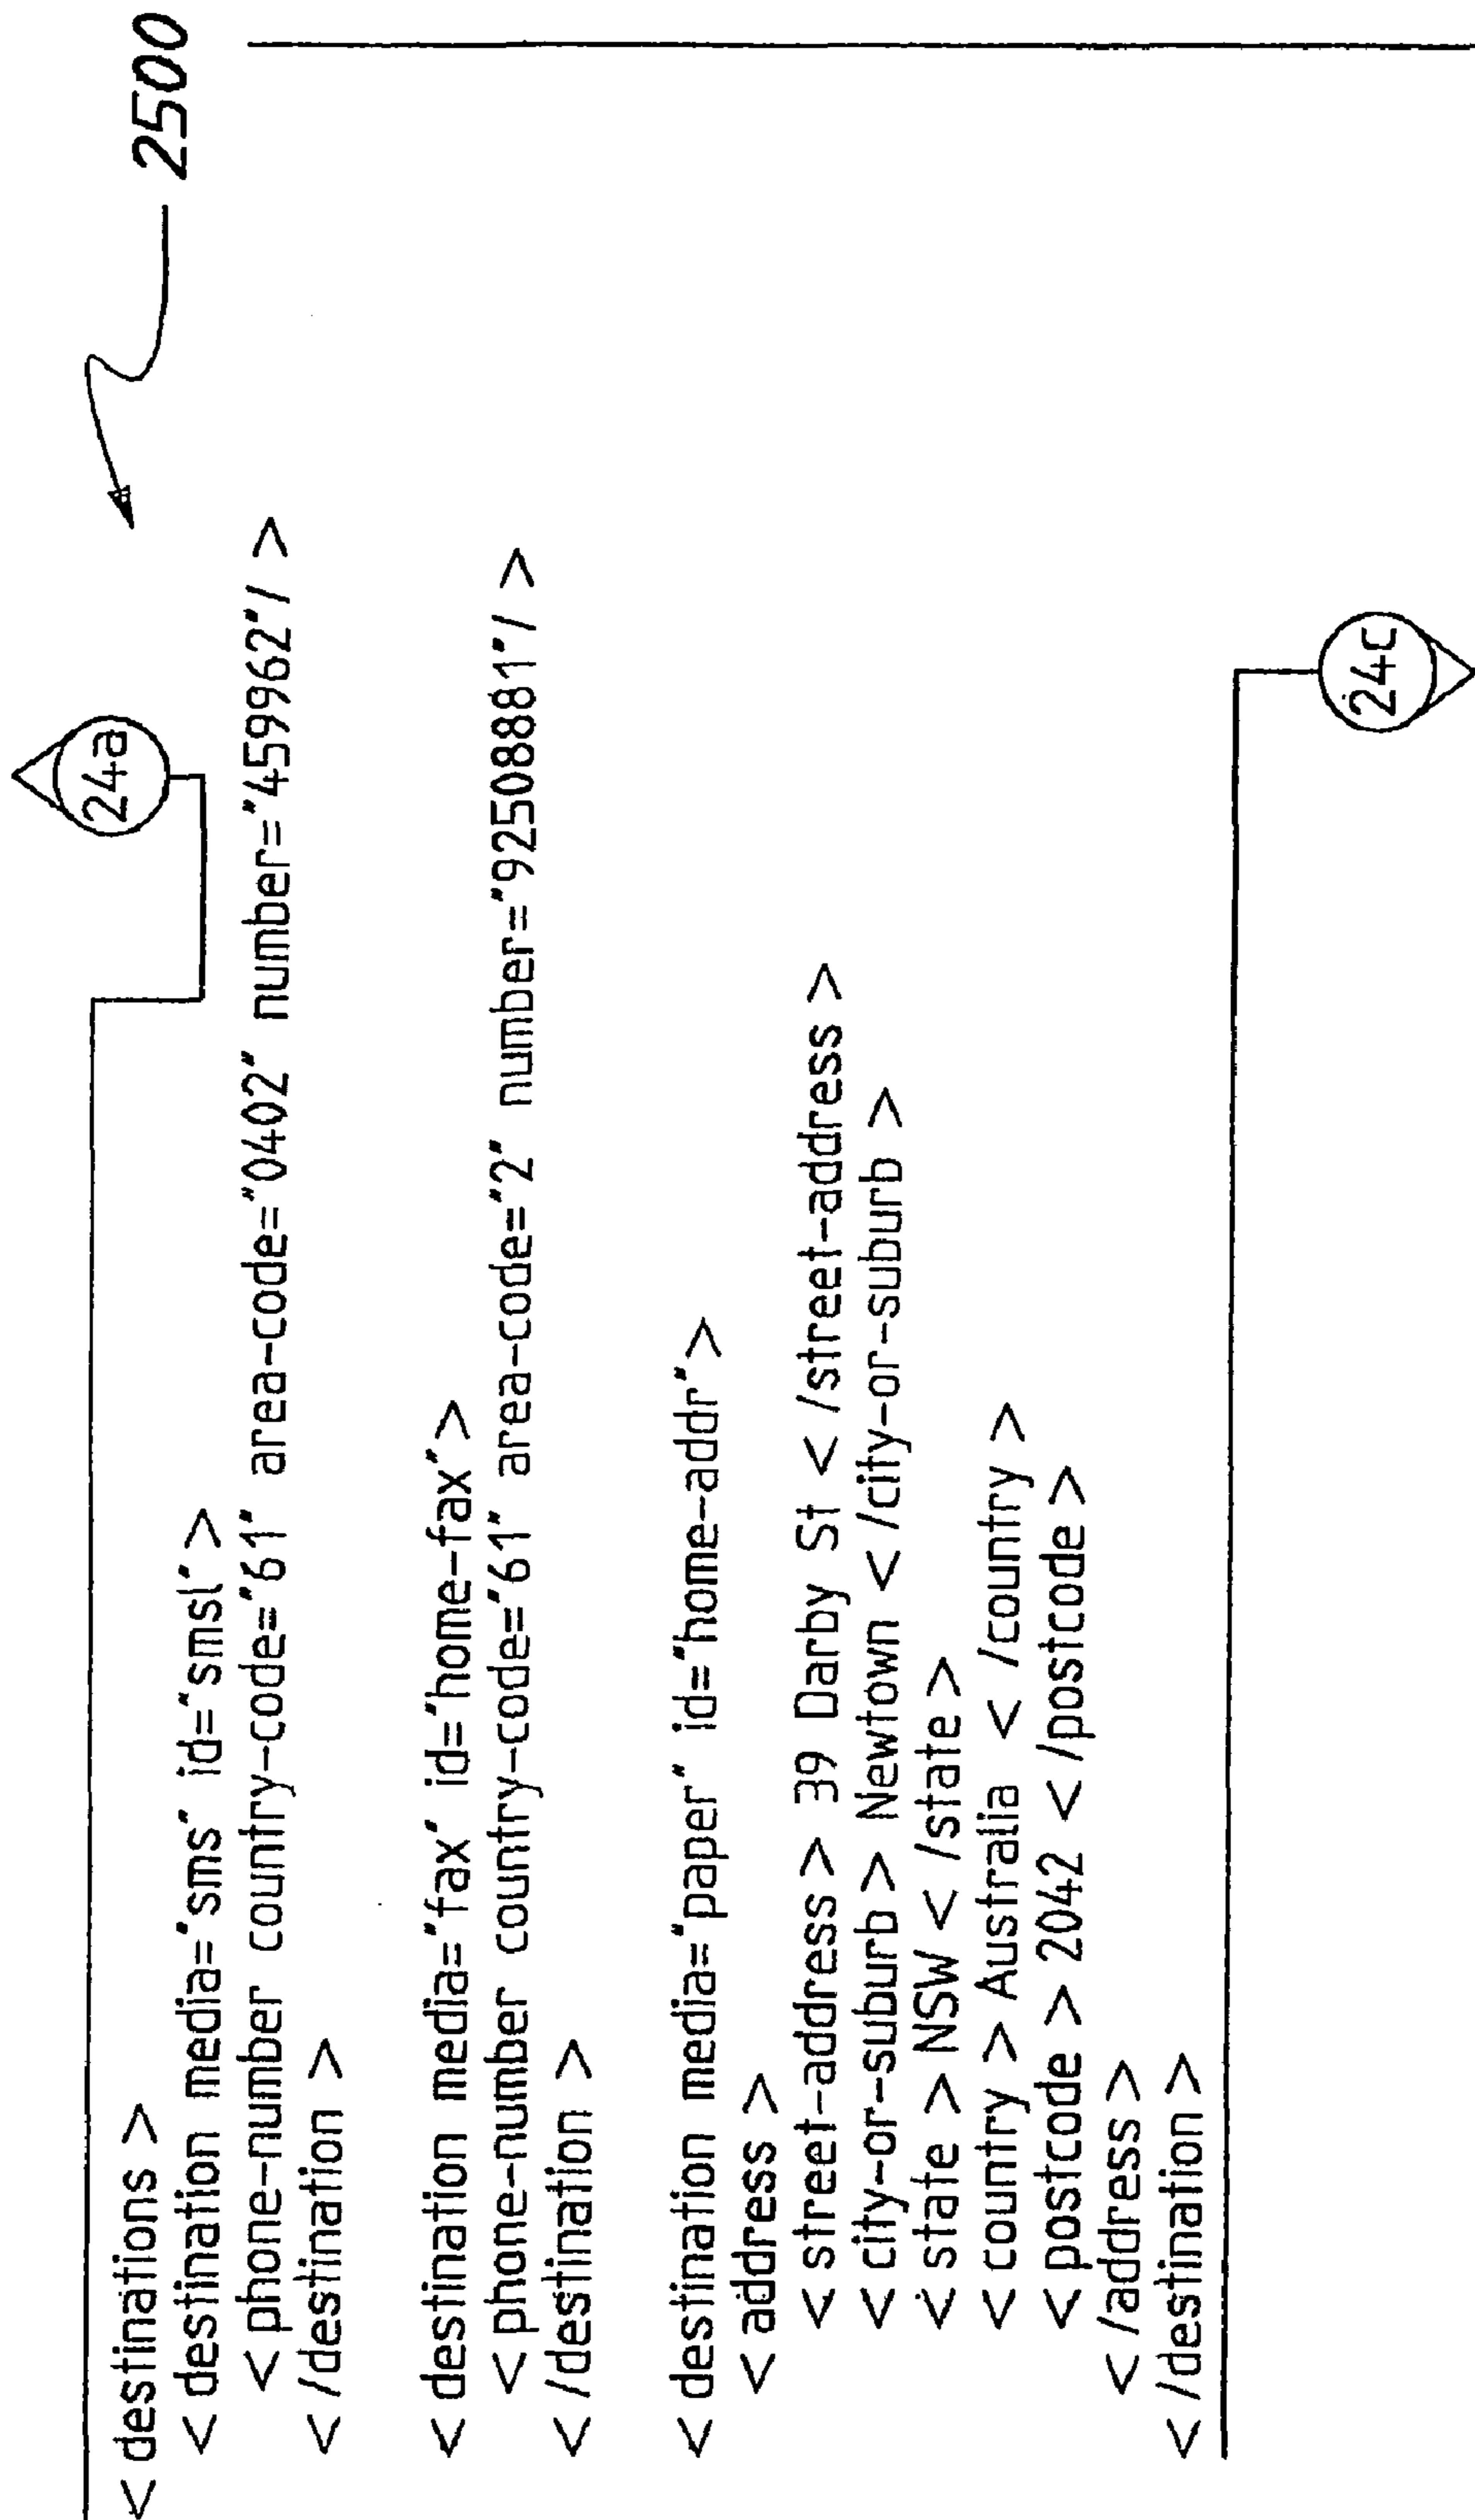 2500
24a
< destinations >
< destination media="sms" id="sms1" >
< phone-number country-code="61" area-code="0402" number="459962"/ >
< /destination >
< destination media="fax" id="home-fax" >
< phone-number country-code="61" area-code="2" number="92508881"/ >
< /destination >
< destination media="paper" id="home-addr" >
< address >
< street-address > 39 Darby St < /street-address >
< city-or-suburb > Newtown < /city-or-suburb >
< state > NSW < /state >
< country > Australia < /country >
< postcode > 2042 < /postcode >
< /address >
< /destination >
24c